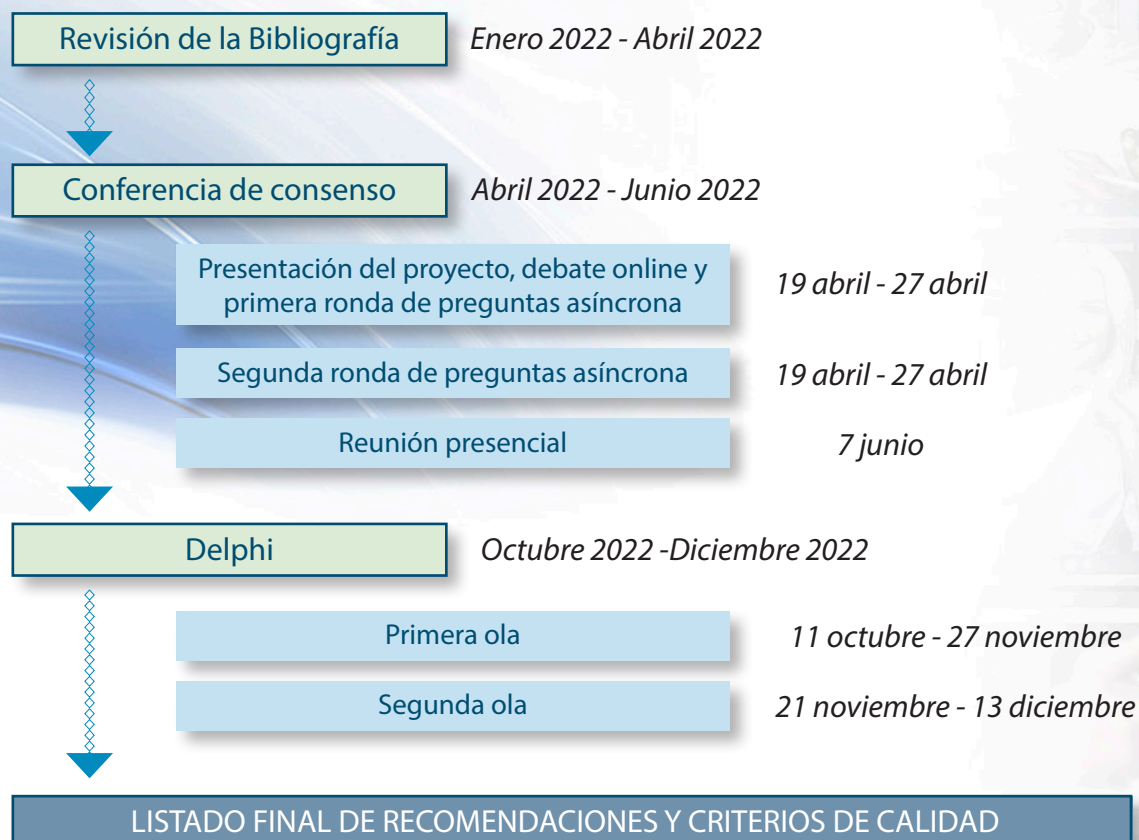 Revisión de la Bibliografía
Enero 2022 - Abril 2022
Conferencia de consenso
Abril 2022 - Junio 2022
Presentación del proyecto, debate online y
primera ronda de preguntas asíncrona
19 abril - 27 abril
Segunda ronda de preguntas asíncrona
19 abril - 27 abril
Reunión presencial
7 junio
Delphi
Octubre 2022 -Diciembre 2022
Primera ola
11 octubre - 27 noviembre
Segunda ola
21 noviembre - 13 diciembre
LISTADO FINAL DE RECOMENDACIONES Y CRITERIOS DE CALIDAD